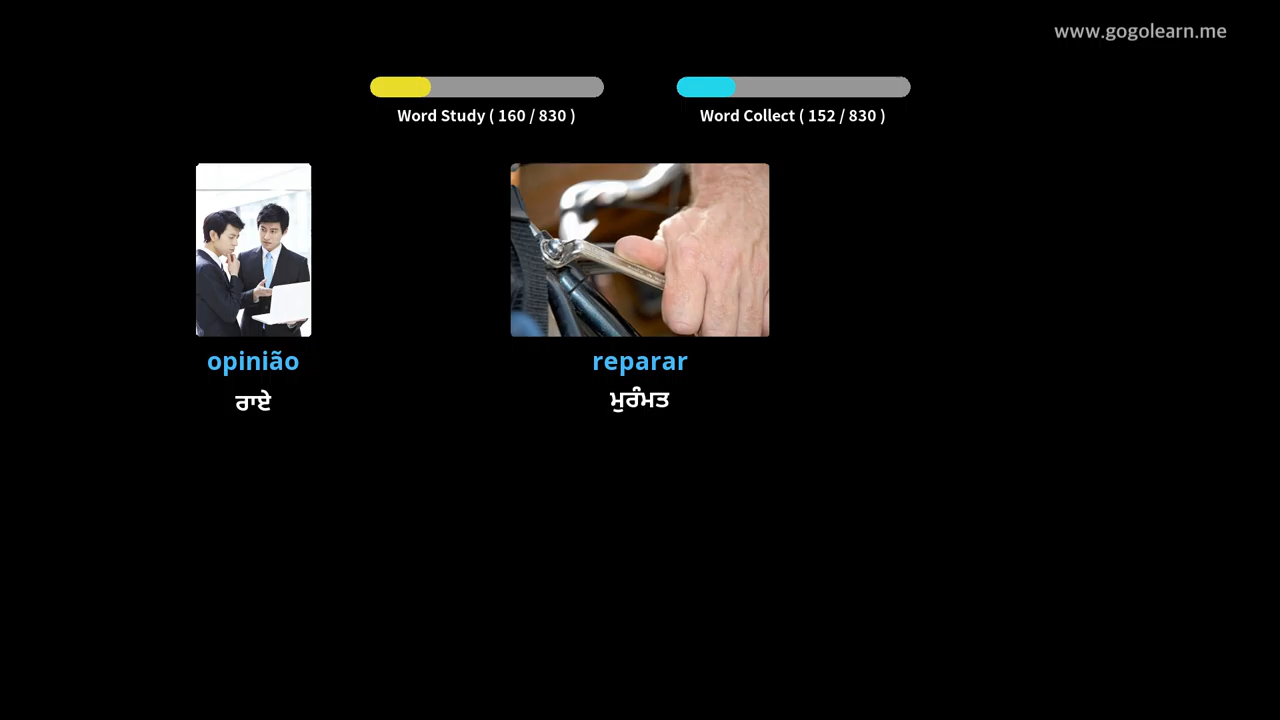 www.gogolearn.me
Word Study ( 160 / 830 )
Word Collect ( 152 / 830 )
opinião
ਰਾਏ
reparar
ਮੁਰੰਮਤ